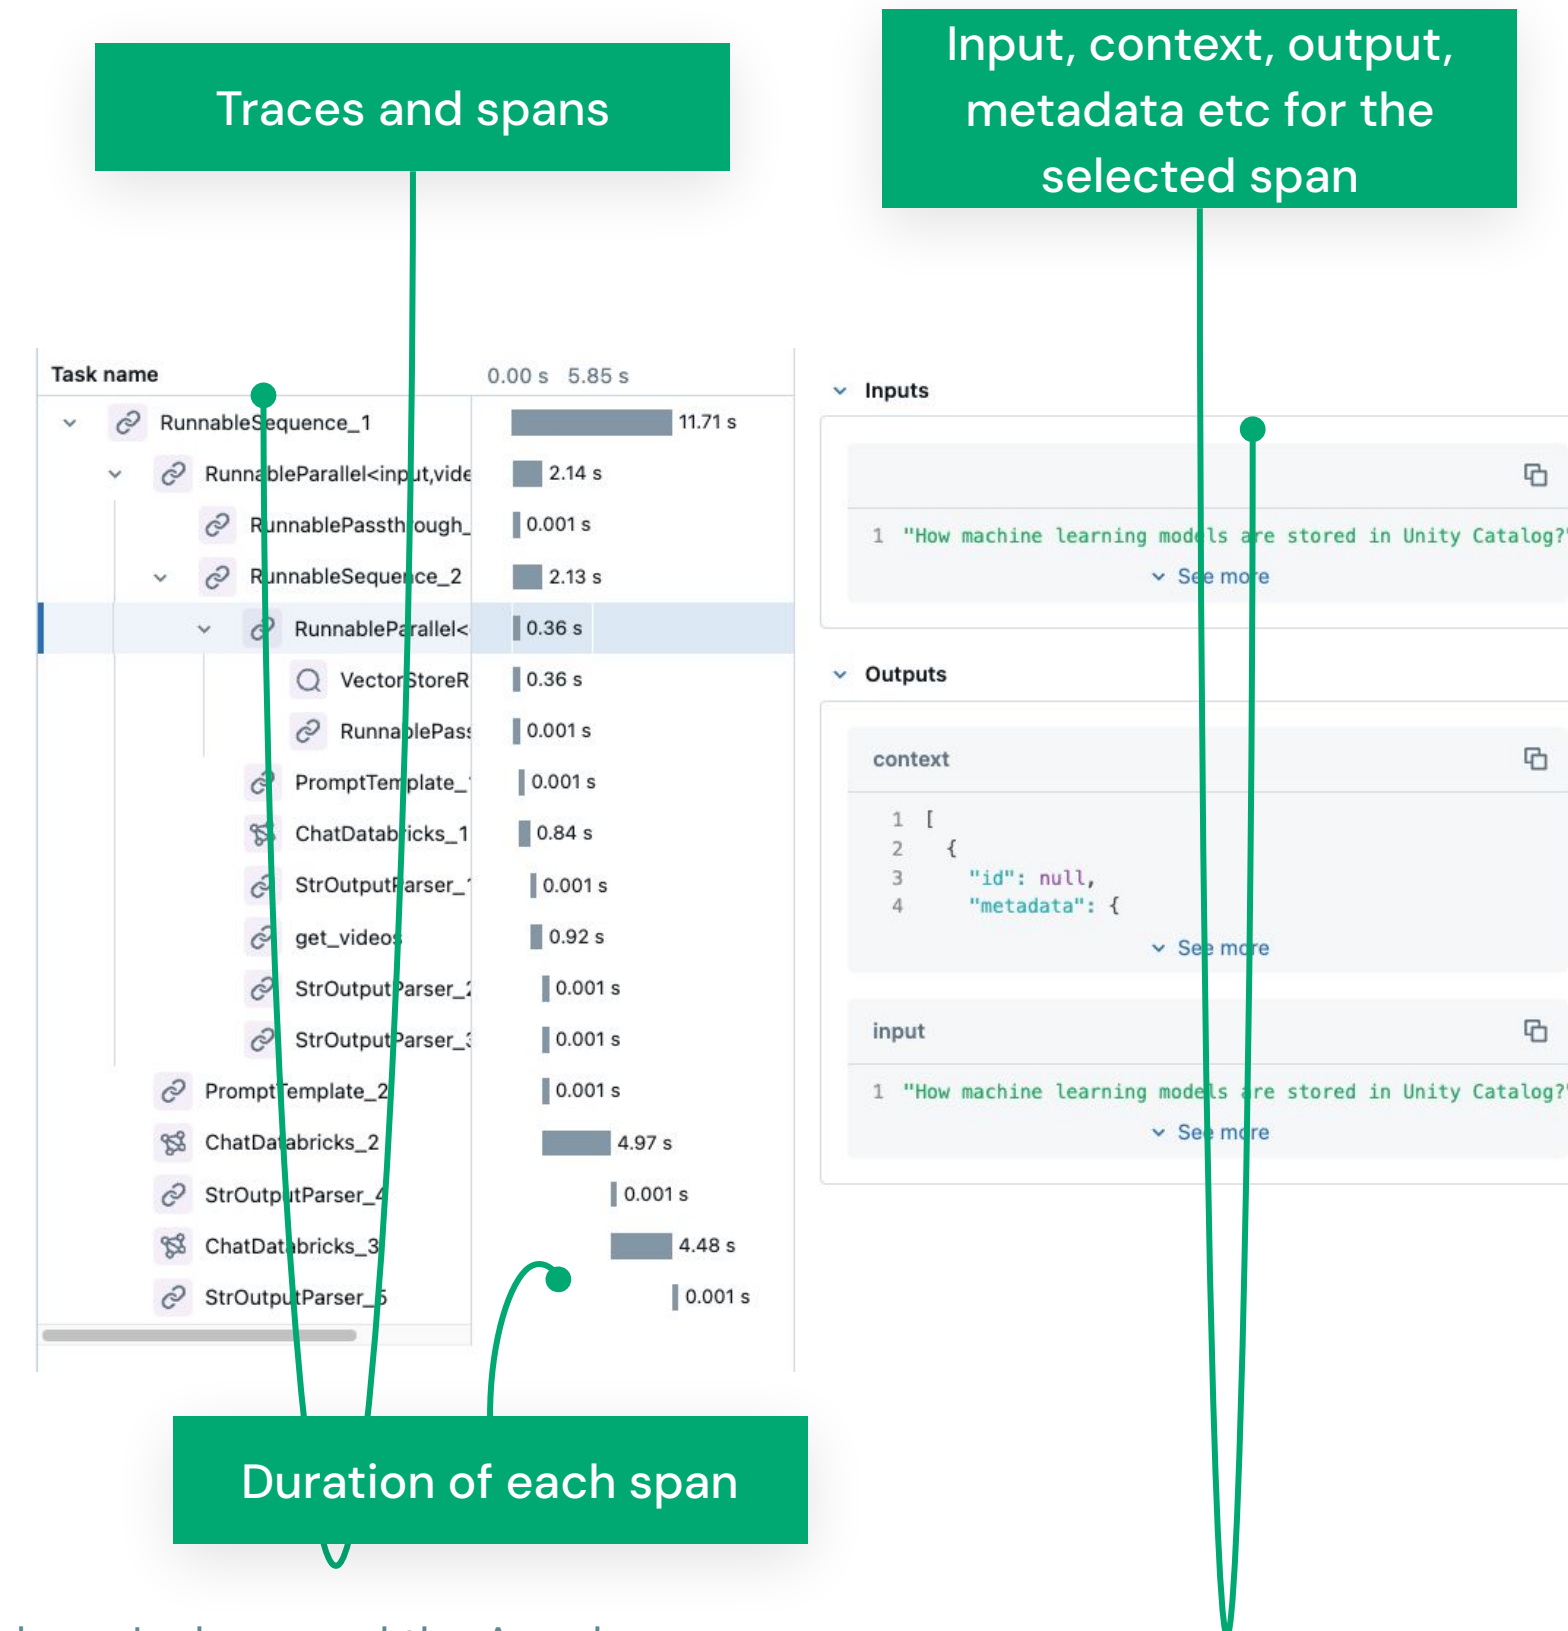 Traces and spans
Input, context, output,
metadata etc for the
selected span
Task name
0.00 s 5.85 s
RunnableSequence_1
11.71 s
RunnableParallel<input,vide
2.14 s
RunnablePassthrough_
0.001 s
RunnableSequence_2
2.13 s
RunnableParallel<
0.36 s
VectorStoreR
0.36 s
RunnablePass
0.001 s
PromptTemplate_1
0.001 s
ChatDatabricks_1
0.84 s
StrOutputParser_1
0.001 s
get_videos
0.92 s
StrOutputParser_2
0.001 s
StrOutputParser_3
0.001 s
PromptTemplate_2
0.001 s
ChatDatabricks_2
4.97 s
StrOutputParser_4
0.001 s
ChatDatabricks_3
4.48 s
StrOutputParser_5
0.001 s
Inputs
1 "How machine learning models are stored in Unity Catalog?"
See more
Outputs
context
1 [
2 {
3 "id": null,
4 "metadata": {
See more
input
1 "How machine learning models are stored in Unity Catalog?"
See more
Duration of each span